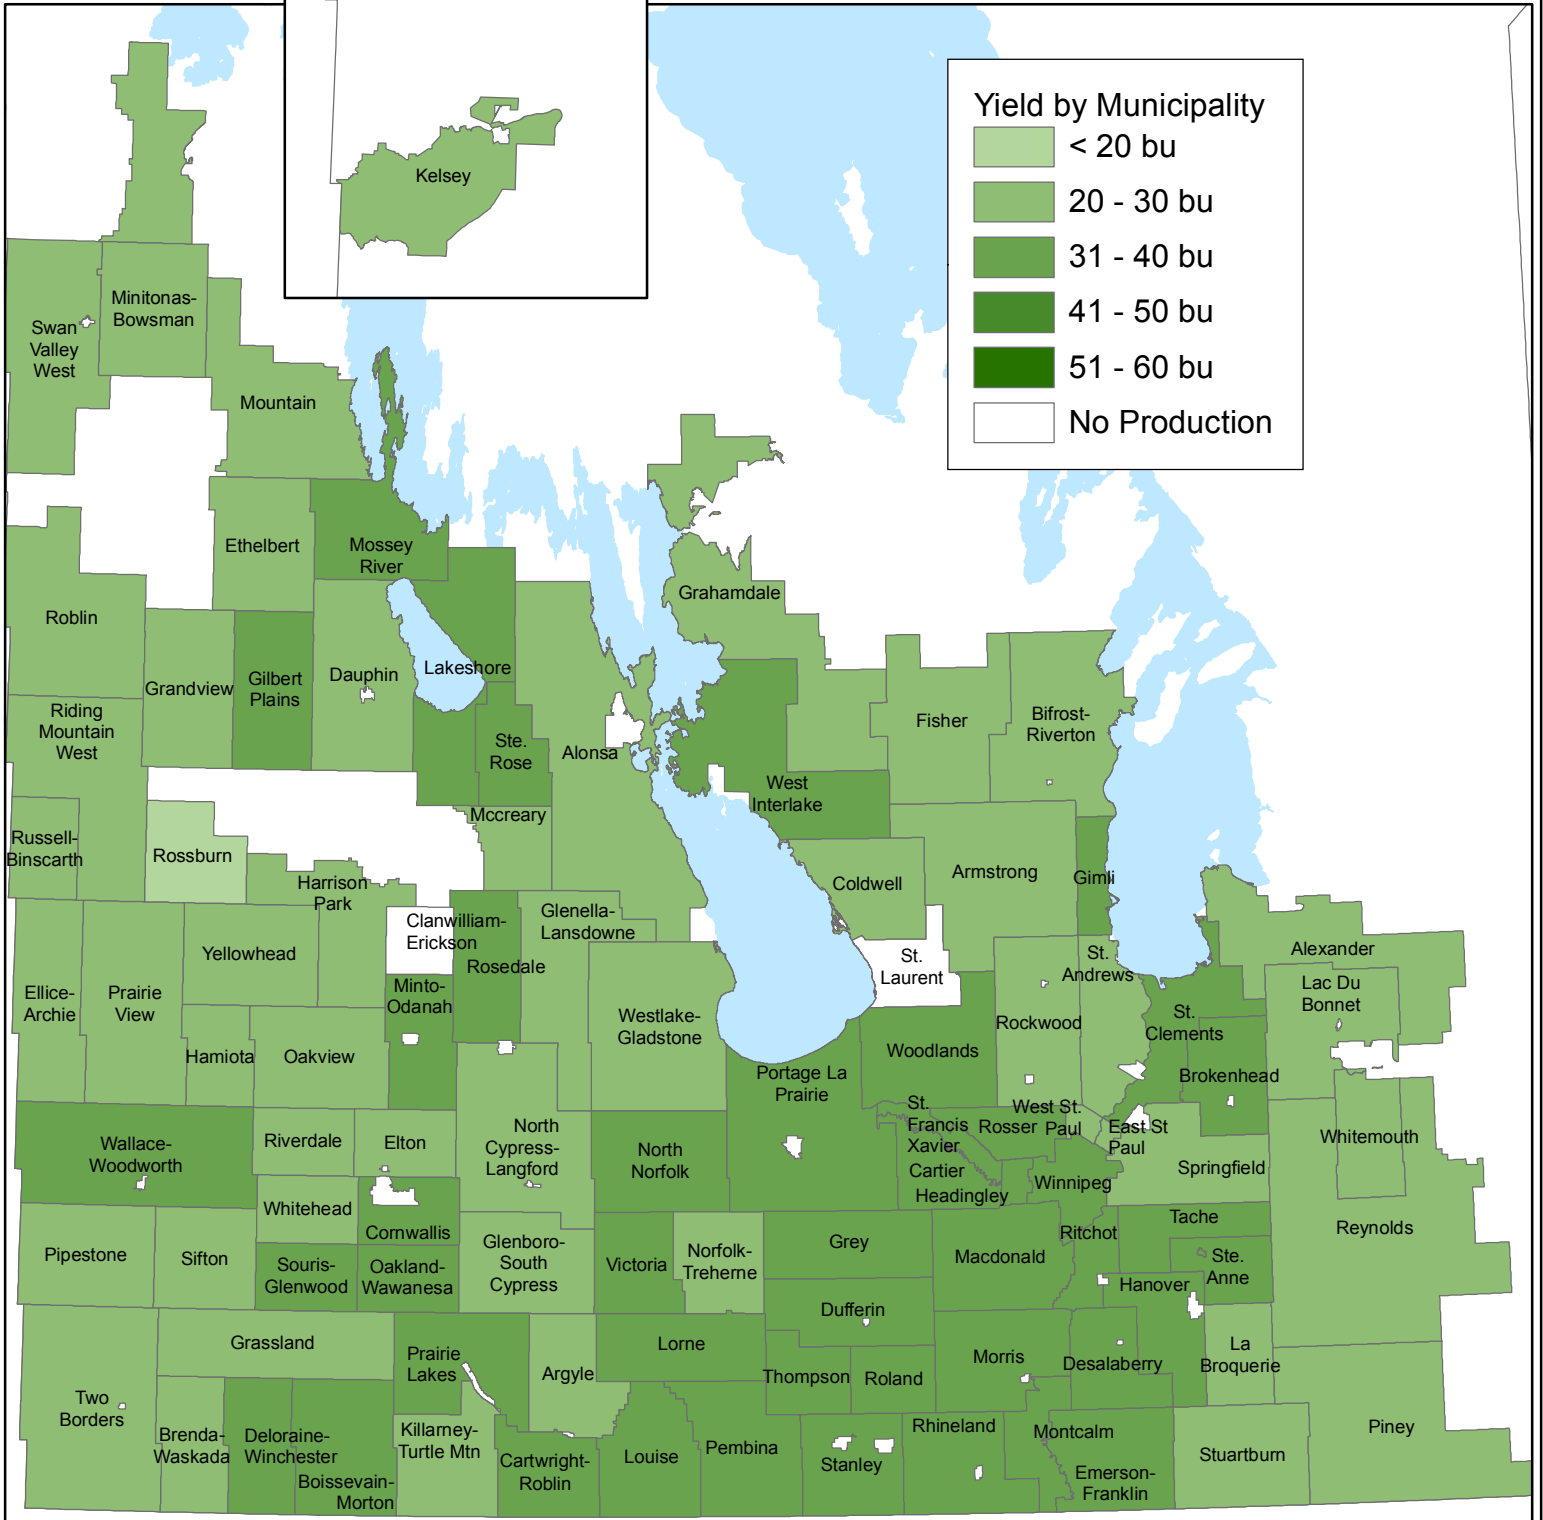 Yield by Municipality
< 20 bu
20 - 30 bu
31 - 40 bu
41 - 50 bu
51 - 60 bu
No Production
Kelsey
Minitonas-
Bowsman
Swan
Valley
West
Mountain
Ethelbert
Mossey
River
Grahamdale
Roblin
Lakeshore
Dauphin
Gilbert
Plains
Grandview
Riding
Mountain
West
Fisher
Bifrost-
Riverton
Ste.
Rose
Alonsa
West
Interlake
Mccreary
Russell-
Binscarth
Rossburn
Harrison
Park
Armstrong
Gimli
Coldwell
Clanwilliam-
Erickson
Glenella-
Lansdowne
Yellowhead
Rosedale
St.
Laurent
St.
Andrews
Alexander
Lac Du
Bonnet
Ellice-
Archie
Prairie
View
Minto-
Odanah
Westlake-
Gladstone
Rockwood
St.
Clements
Hamiota
Oakview
Woodlands
Portage La
Prairie
Brokenhead
St.
Francis
Xavier
Rosser
West St.
Paul
East St
Paul
Whitemouth
Wallace-
Woodworth
Riverdale
Elton
North
Cypress-
Langford
North
Norfolk
Cartier
Headingley
Winnipeg
Springfield
Whitehead
Cornwallis
Tache
Reynolds
Ritchot
Pipestone
Sifton
Souris-
Glenwood
Oakland-
Wawanesa
Glenboro-
South
Cypress
Victoria
Norfolk-
Treherne
Grey
Macdonald
Ste.
Anne
Hanover
Dufferin
Grassland
Prairie
Lakes
Argyle
Lorne
Thompson
Roland
Morris
Desalaberry
La
Broquerie
Two
Borders
Brenda-
Waskada
Deloraine-
Winchester
Boissevain-
Morton
Killarney-
Turtle Mtn
Cartwright-
Roblin
Louise
Pembina
Stanley
Rhineland
Montcalm
Emerson-
Franklin
Stuartburn
Piney